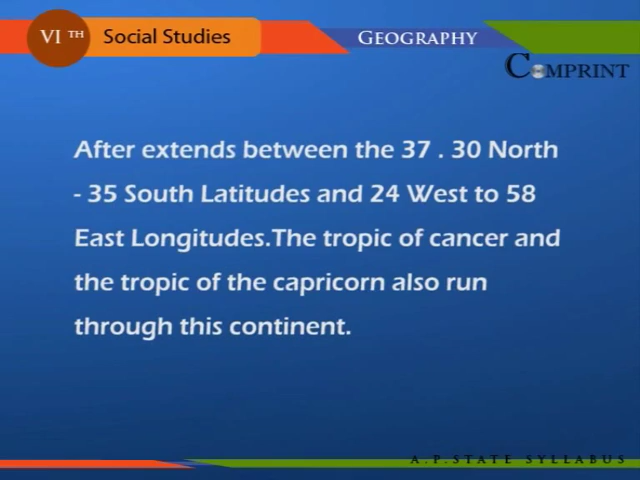 VI TH Social Studies
GEOGRAPHY
COMPRINT
After extends between the 37 . 30 North
- 35 South Latitudes and 24 West to 58
East Longitudes.The tropic of cancer and
the tropic of the capricorn also run
through this continent.
A.P.STATE SYLLABUS